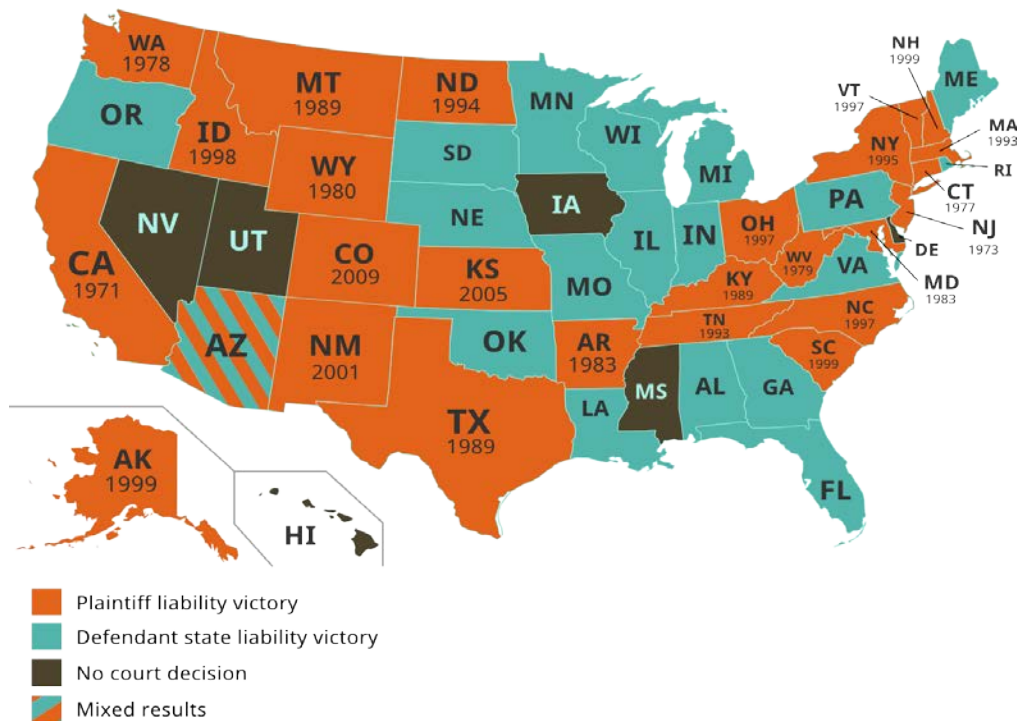 WA
1978
OR
CA
1971
NV
ID
1998
MT
1989
WY
1980
UT
AZ
CO
2009
NM
2001
ND
1994
SD
NE
KS
2005
OK
TX
1989
MN
IA
MO
AR
1983
LA
WI
IL
MS
MI
IN
KY
1989
TN
1993
AL
OH
1997
WV
1979
GA
FL
SC
1999
NC
1997
VA
PA
NY
1995
VT
1997
NH
1999
ME
MA
1993
RI
CT
1977
NJ
1973
DE
MD
1983
AK
1999
HI
Plaintiff liability victory
Defendant state liability victory
No court decision
Mixed results